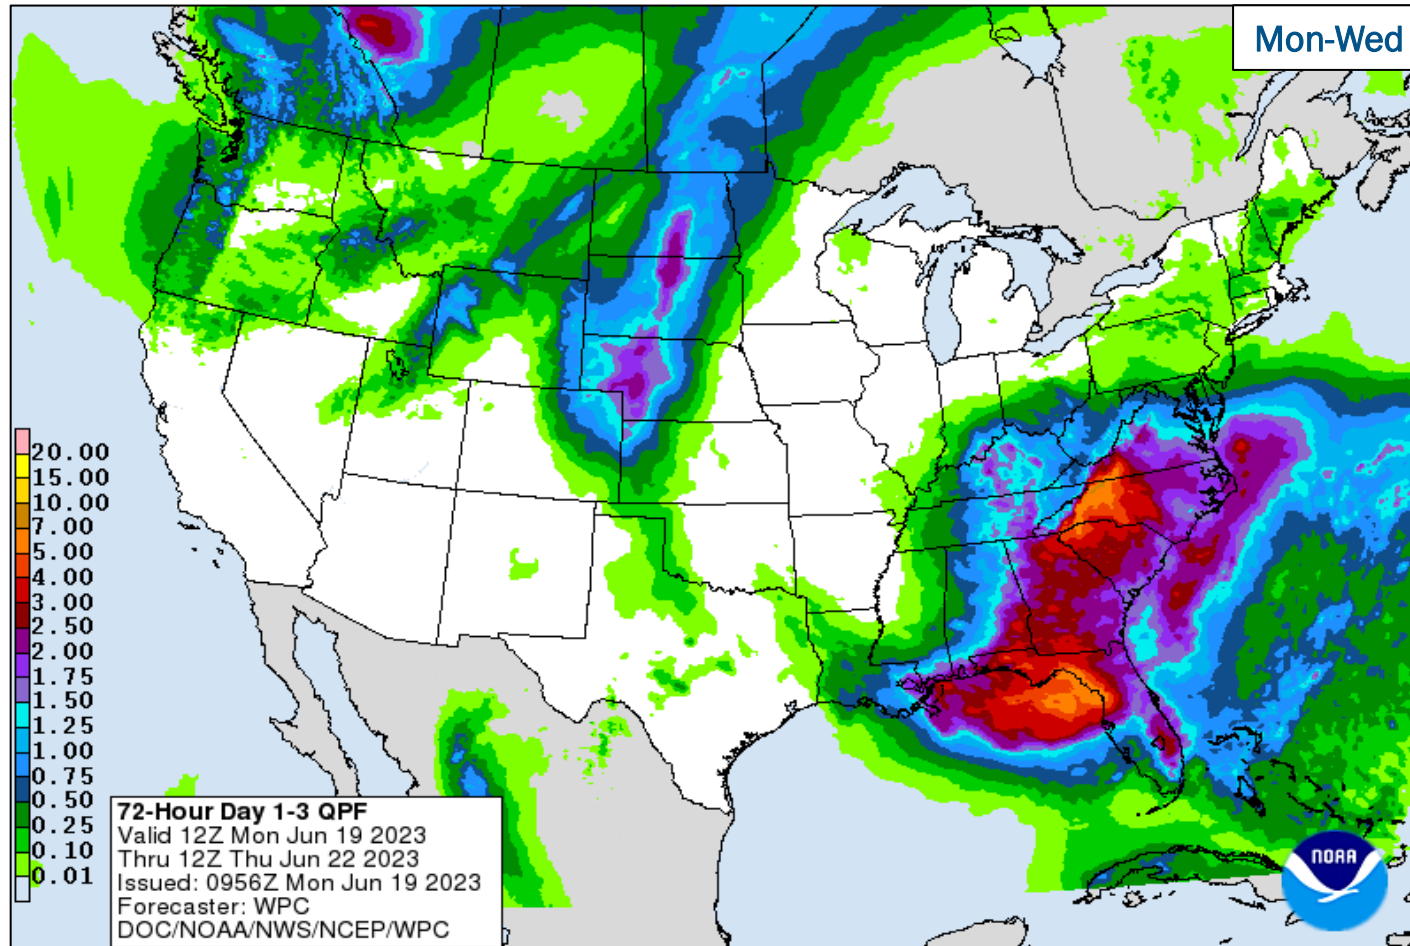 Mon-Wed
20.00
15.00
10.00
7.00
5.00
4.00
3.00
2.50
2.00
1.75
1.50
1.25
1.00
0.75
0.50
0.25
0.10
0.01
72-Hour Day 1-3 QPF
Valid 12Z Mon Jun 19 2023
Thru 12Z Thu Jun 22 2023
Issued: 0956Z Mon Jun 19 2023
Forecaster: WPC
DOC/NOAA/NWS/NCEP/WPC
NOAA